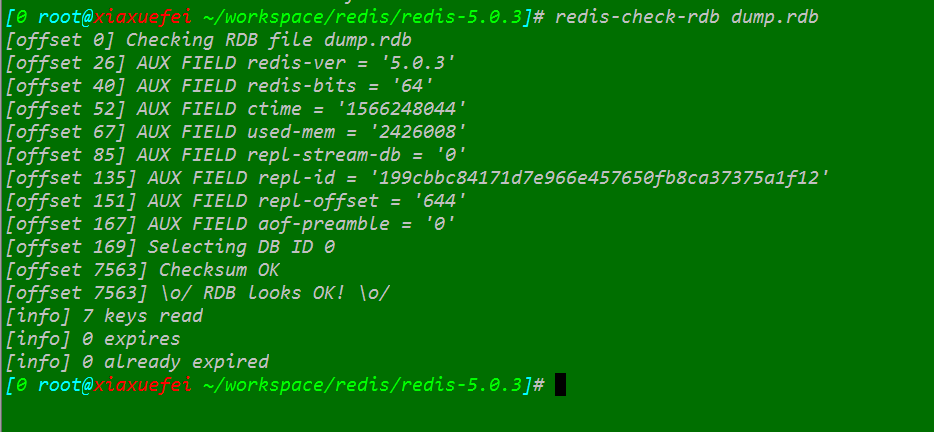 [0 root@xiaxuefei ~/workspace/redis/redis-5.0.3]# redis-check-rdb dump.rdb
[offset 0] Checking RDB file dump.rdb
[offset 26] AUX FIELD redis-ver = '5.0.3'
[offset 40] AUX FIELD redis-bits = '64'
[offset 52] AUX FIELD ctime = '1566248044'
[offset 67] AUX FIELD used-mem = '2426008'
[offset 85] AUX FIELD repl-stream-db = '0'
[offset 135] AUX FIELD repl-id = '199cbbc84171d7e966e457650fb8ca37375a1f12'
[offset 151] AUX FIELD repl-offset = '644'
[offset 167] AUX FIELD aof-preamble = '0'
[offset 169] Selecting DB ID 0
[offset 7563] Checksum OK
[offset 7563] \o/ RDB looks OK! \o/
[info] 7 keys read
[info] 0 expires
[info] 0 already expired
[0 root@xiaxuefei ~/workspace/redis/redis-5.0.3]#